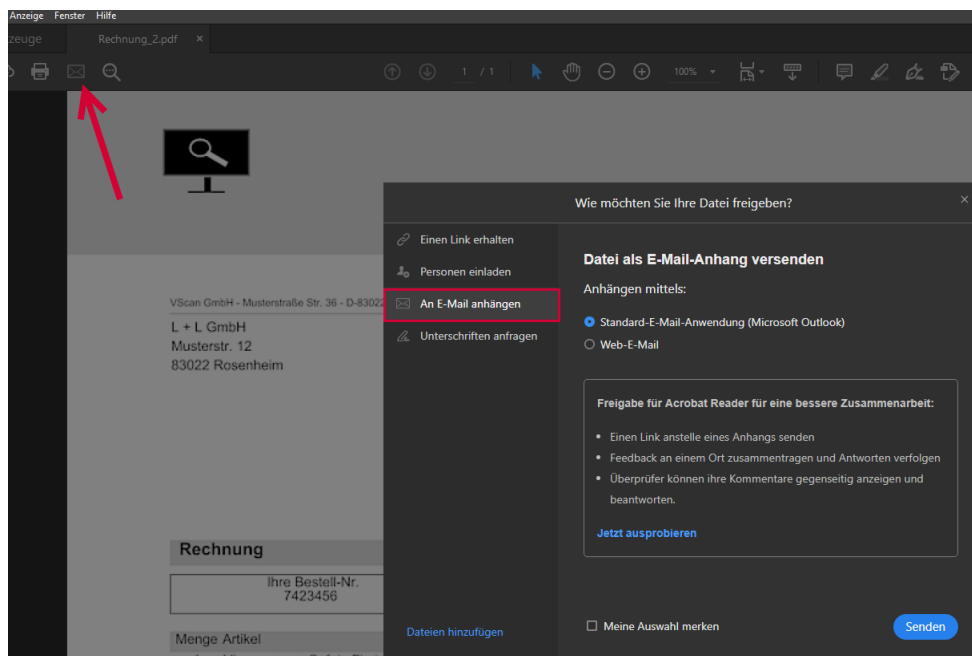 Anzeige Fenster Hilfe
zeuge Rechnung_2.pdf ×
1 / 1 100%
Wie möchten Sie Ihre Datei freigeben? ×
Einen Link erhalten
Personen einladen
An E-Mail anhängen
Unterschriften anfragen
Dateien hinzufügen
Datei als E-Mail-Anhang versenden
Anhängen mittels:
Standard-E-Mail-Anwendung (Microsoft Outlook)
Web-E-Mail
Freigabe für Acrobat Reader für eine bessere Zusammenarbeit:
• Einen Link anstelle eines Anhangs senden
• Feedback an einem Ort zusammentragen und Antworten verfolgen
• Überprüfer können ihre Kommentare gegenseitig anzeigen und
beantworten.
Jetzt ausprobieren
Meine Auswahl merken
Senden
VScan GmbH - Musterstraße Str. 36 - D-83022
L + L GmbH
Musterstr. 12
83022 Rosenheim
Rechnung
Ihre Bestell-Nr.
7423456
Menge Artikel